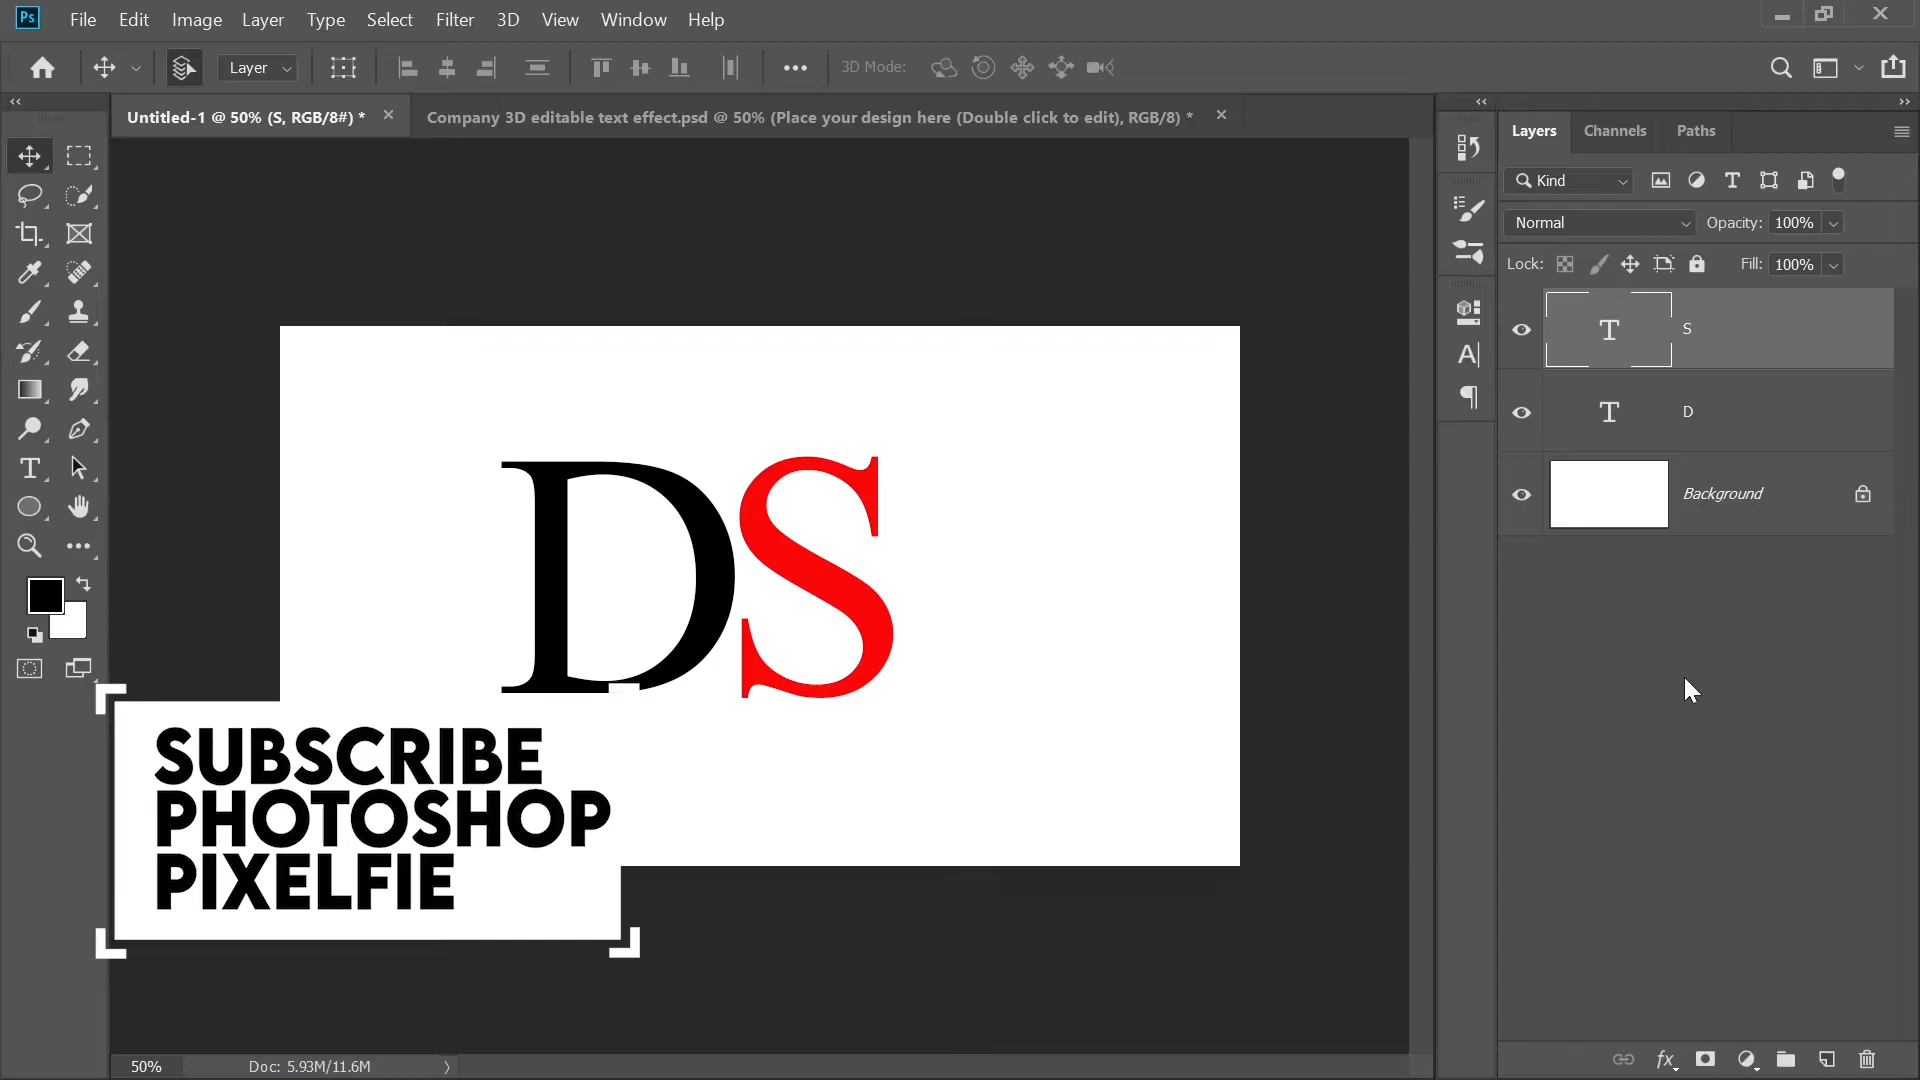 Ps File Edit Image Layer Type Select Filter 3D View Window Help
Layer 3D Mode:
Untitled-1 @ 50% (S, RGB/8#) * Company 3D editable text effect.psd @ 50% (Place your design here (Double click to edit), RGB/8) *
Layers Channels Paths
Kind
Normal Opacity: 100%
Lock: Fill: 100%
S
D
Background
DS
SUBSCRIBE
PHOTOSHOP
PIXELFIE
50% Doc: 5.93M/11.6M
fx